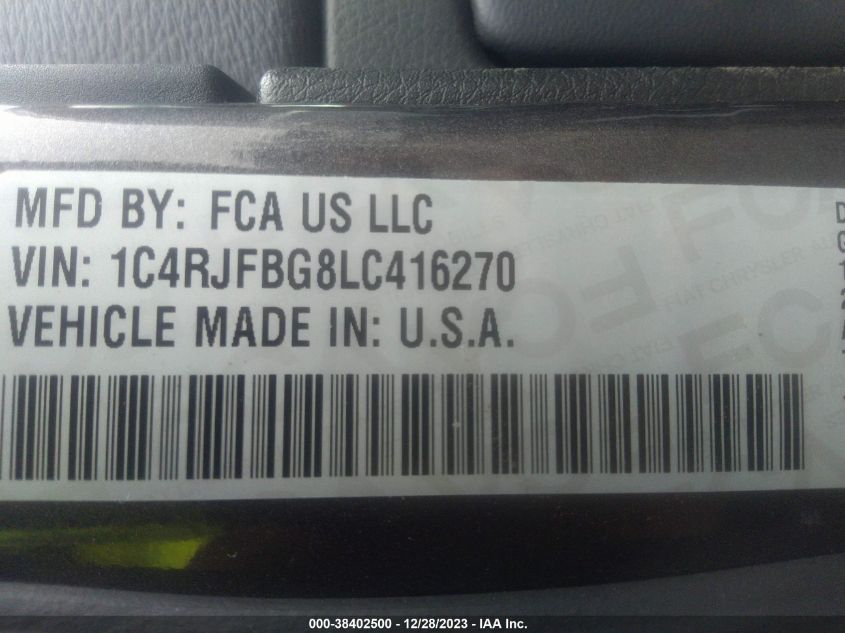 MFD BY: FCA US LLC
VIN: 1C4RJFBG8LC416270
VEHICLE MADE IN: U.S.A.
000-38402500 - 12/28/2023 - IAA Inc.